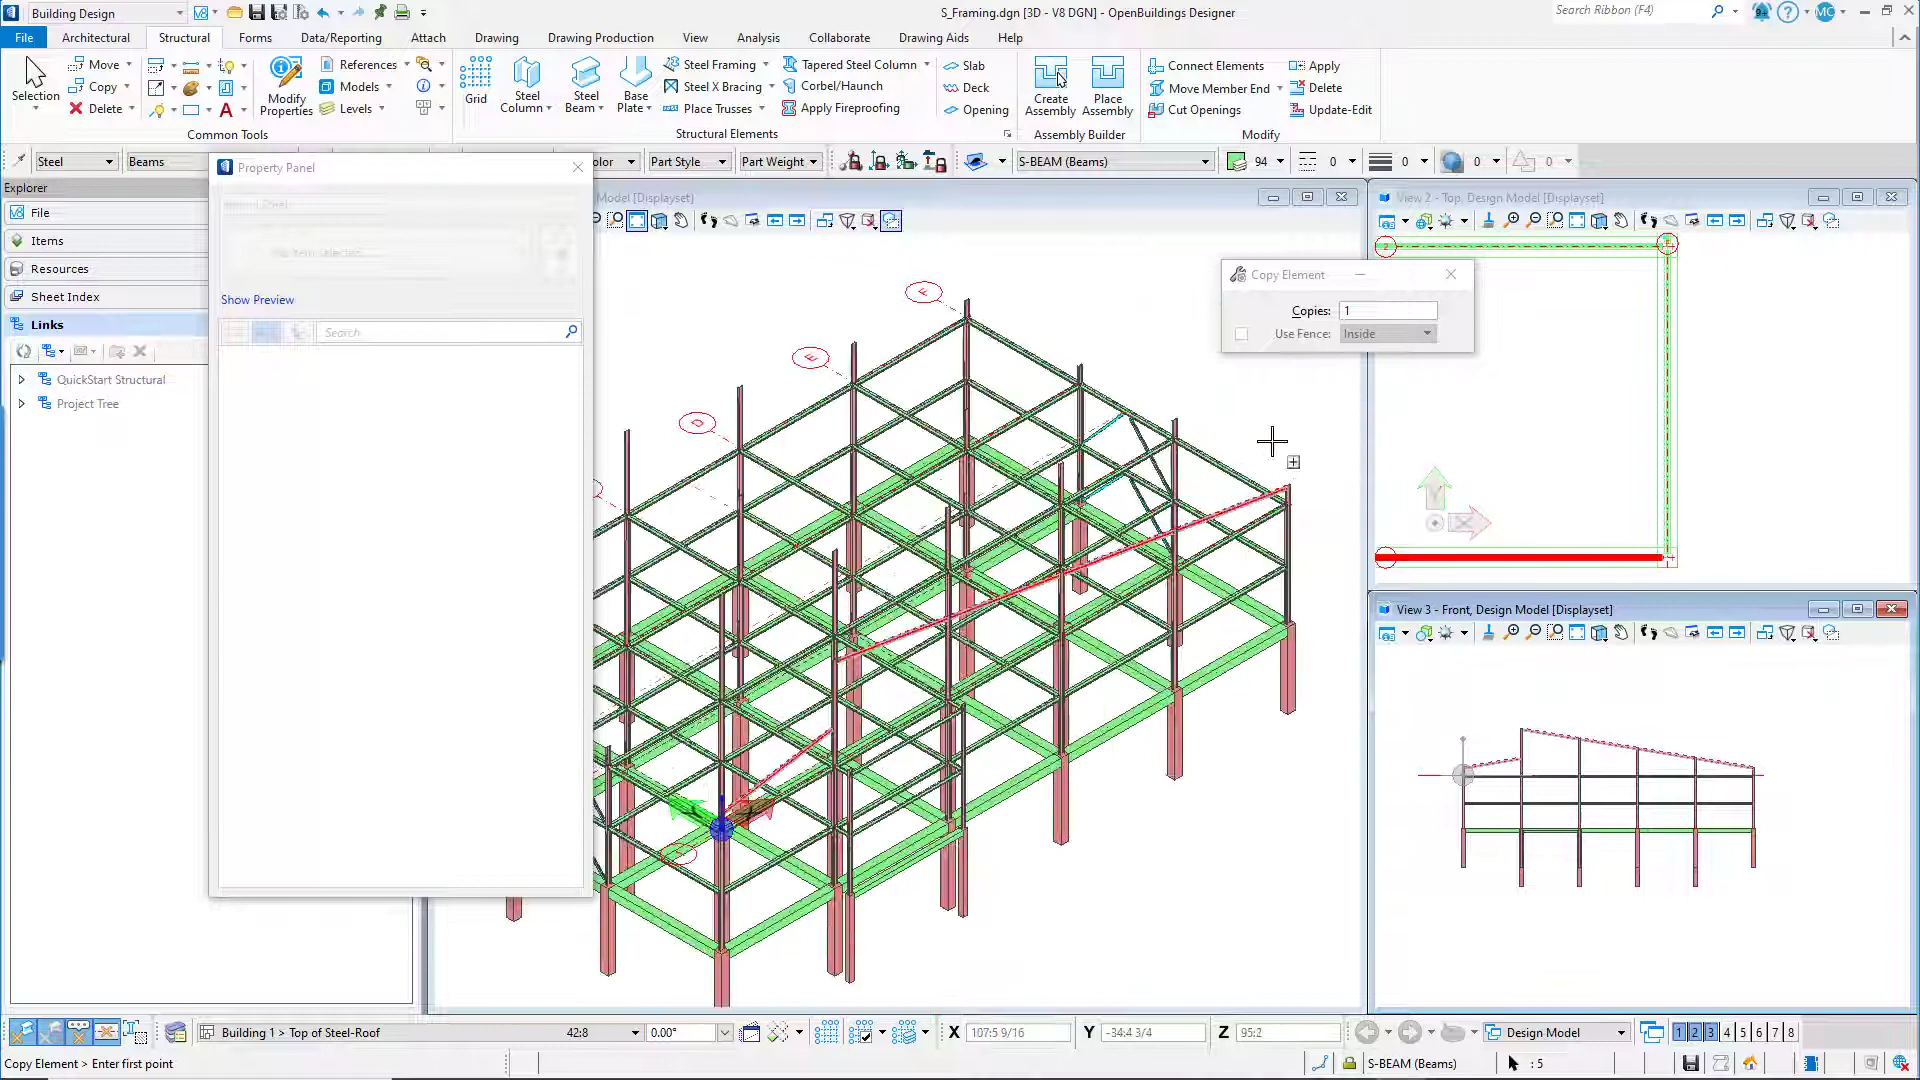 Building Design
S_Framing.dgn [3D - V8 DGN] - OpenBuildings Designer
Search Ribbon (F4)
MC
File
Architectural
Structural
Forms
Data/Reporting
Attach
Drawing
Drawing Production
View
Analysis
Collaborate
Drawing Aids
Help
Selection
Move
Copy
Delete
Modify Properties
References
Models
Levels
Common Tools
Grid
Steel Column
Steel Beam
Base Plate
Steel Framing
Steel X Bracing
Place Trusses
Tapered Steel Column
Corbel/Haunch
Apply Fireproofing
Slab
Deck
Opening
Structural Elements
Create Assembly
Place Assembly
Assembly Builder
Connect Elements
Move Member End
Cut Openings
Apply
Delete
Update-Edit
Modify
Steel
Beams
olor
Part Style
Part Weight
S-BEAM (Beams)
94
0
0
0
0
Explorer
File
Items
Resources
Sheet Index
Links
QuickStart Structural
Project Tree
Property Panel
Show Preview
Search
Model [Displayset]
View 2 - Top, Design Model [Displayset]
Copy Element
Copies: 1
Use Fence: Inside
F
E
D
View 3 - Front, Design Model [Displayset]
Building 1 > Top of Steel-Roof
42:8
0.00°
X 107:5 9/16
Y -34:4 3/4
Z 95:2
Design Model
1 2 3 4 5 6 7 8
Copy Element > Enter first point
S-BEAM (Beams)
: 5